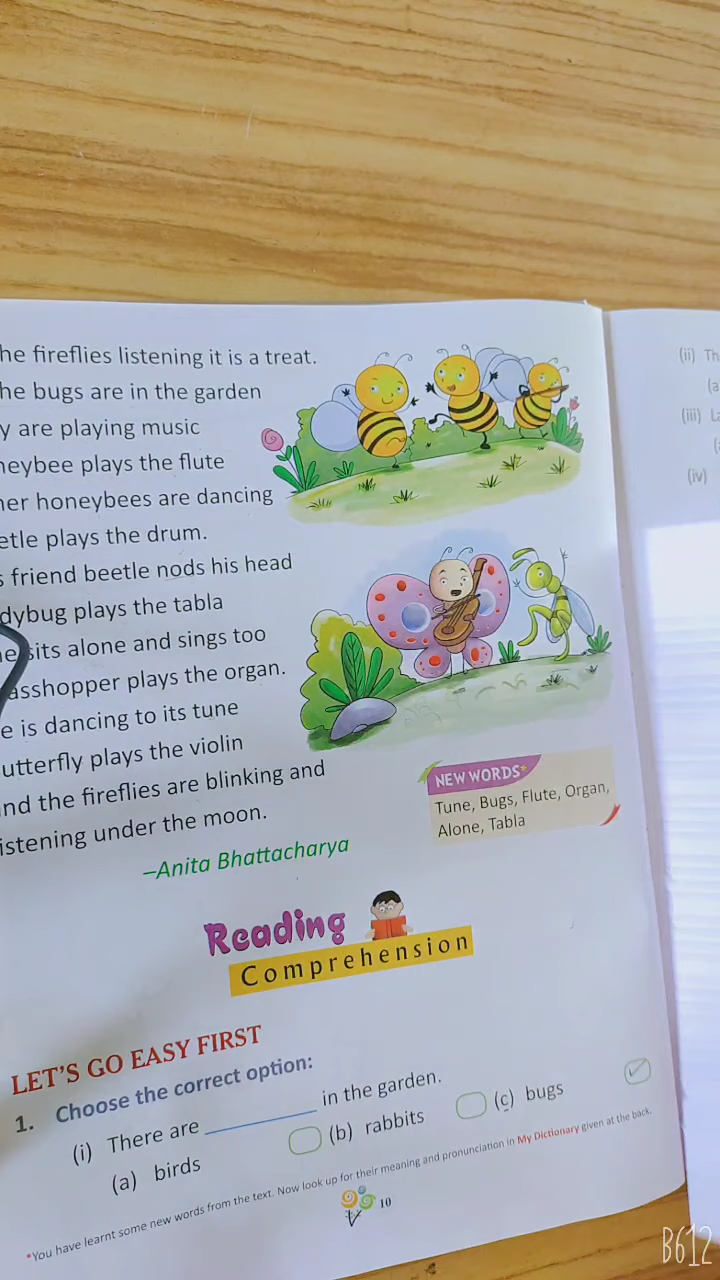 he fireflies listening it is a treat.
he bugs are in the garden
y are playing music
neybee plays the flute
ner honeybees are dancing
etle plays the drum.
s friend beetle nods his head
dybug plays the tabla
he sits alone and sings too
asshopper plays the organ.
e is dancing to its tune
utterfly plays the violin
nd the fireflies are blinking and
istening under the moon.
–Anita Bhattacharya
NEW WORDS*
Tune, Bugs, Flute, Organ,
Alone, Tabla
Reading
Comprehension
LET'S GO EASY FIRST
1. Choose the correct option:
(i) There are __________ in the garden.
(a) birds (b) rabbits (c) bugs
*You have learnt some new words from the text. Now look up for their meaning and pronunciation in My Dictionary given at the back.
10
(ii) Th
(a
(iii) La
(iv)
B612